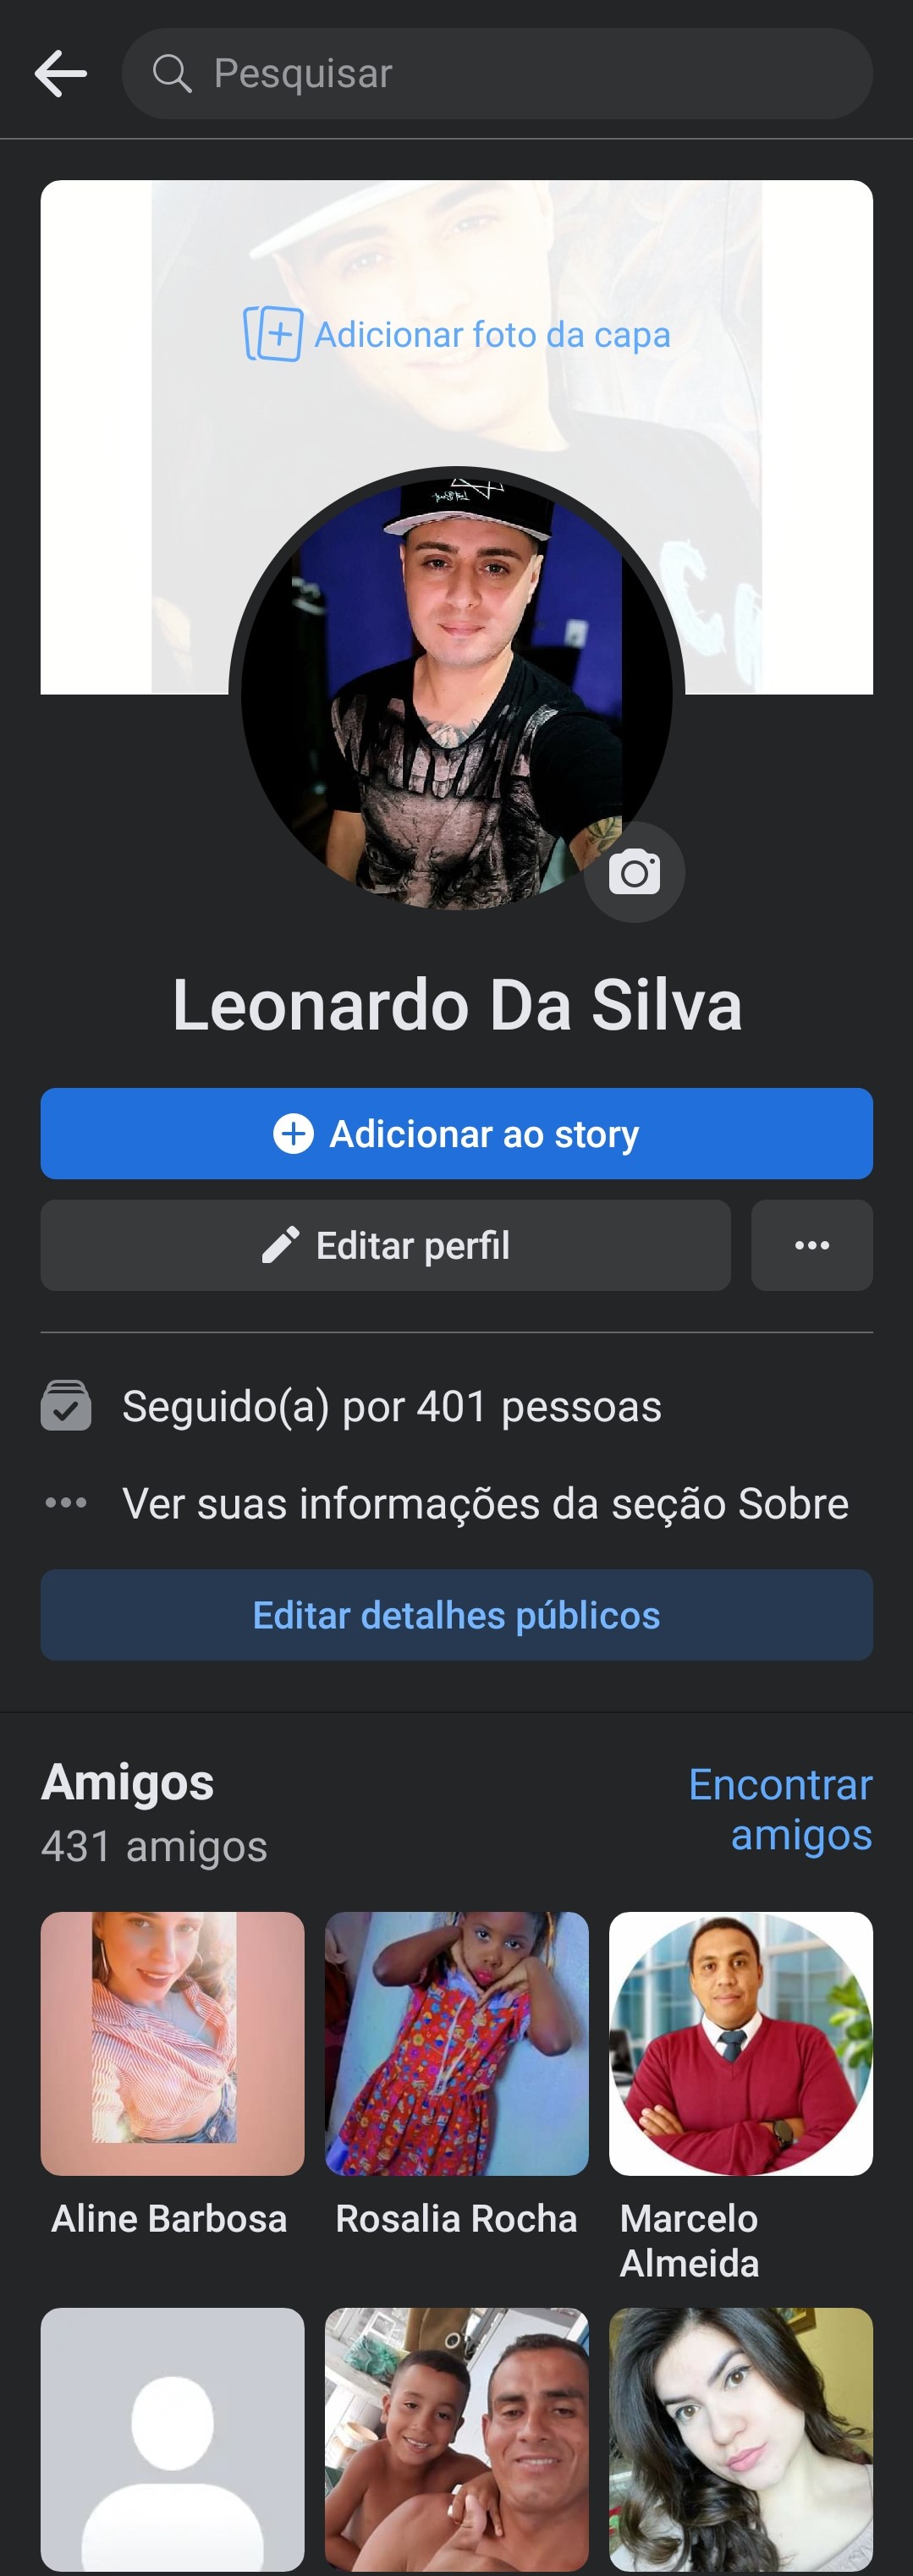 Pesquisar
Adicionar foto da capa
Leonardo Da Silva
Adicionar ao story
Editar perfil
Seguido(a) por 401 pessoas
Ver suas informações da seção Sobre
Editar detalhes públicos
Amigos
431 amigos
Encontrar
amigos
Aline Barbosa
Rosalia Rocha
Marcelo
Almeida